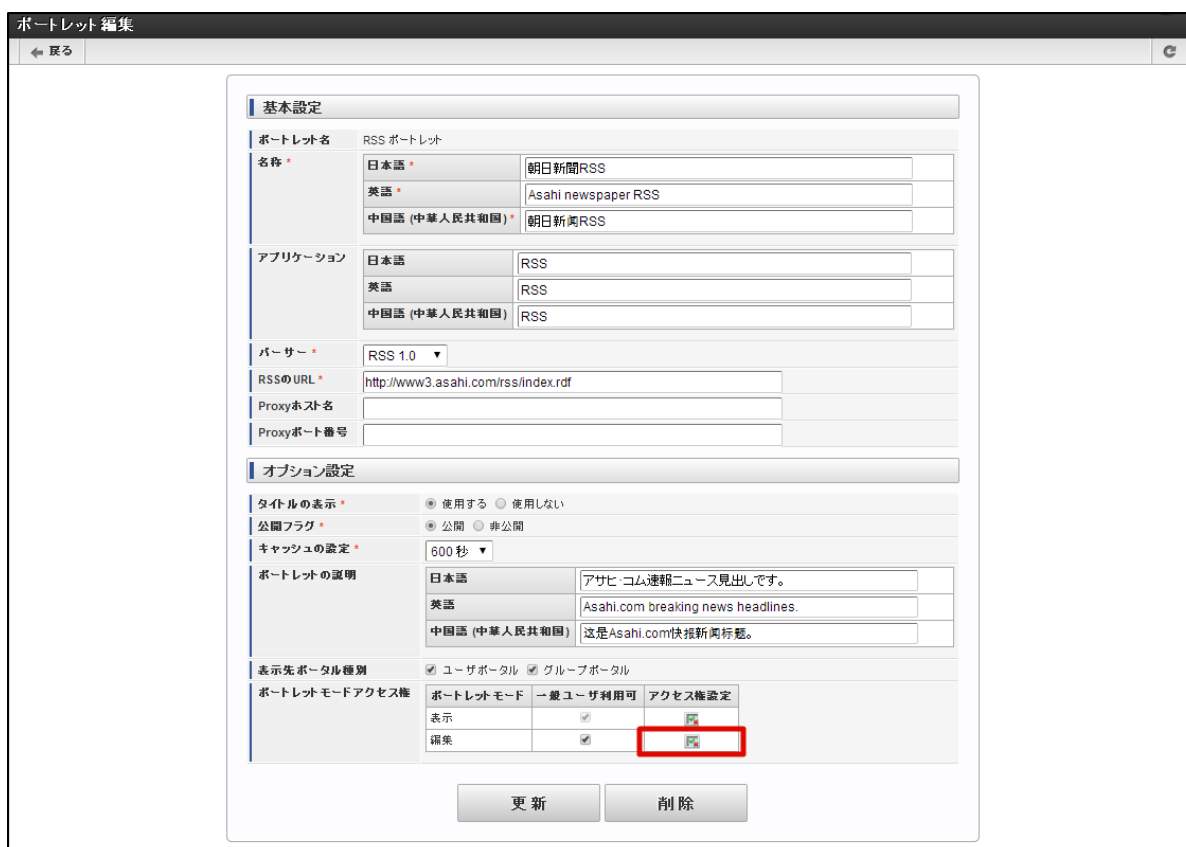 ポートレット編集
戻る
基本設定
ポートレット名 RSS ポートレット
名称 *
日本語 * 朝日新聞RSS
英語 * Asahi newspaper RSS
中国語 (中華人民共和国) * 朝日新闻RSS
アプリケーション
日本語 RSS
英語 RSS
中国語 (中華人民共和国) RSS
パーサー * RSS 1.0
RSSのURL * http://www3.asahi.com/rss/index.rdf
Proxyホスト名
Proxyポート番号
オプション設定
タイトルの表示 * 使用する 使用しない
公開フラグ * 公開 非公開
キャッシュの設定 * 600 秒
ポートレットの説明
日本語 アサヒ・コム速報ニュース見出しです。
英語 Asahi.com breaking news headlines.
中国語 (中華人民共和国) 这是Asahi.com快报新闻标题。
表示先ポータル種別 ユーザポータル グループポータル
ポートレットモードアクセス権
ポートレットモード 一般ユーザ利用可 アクセス権設定
表示
編集
更新 削除